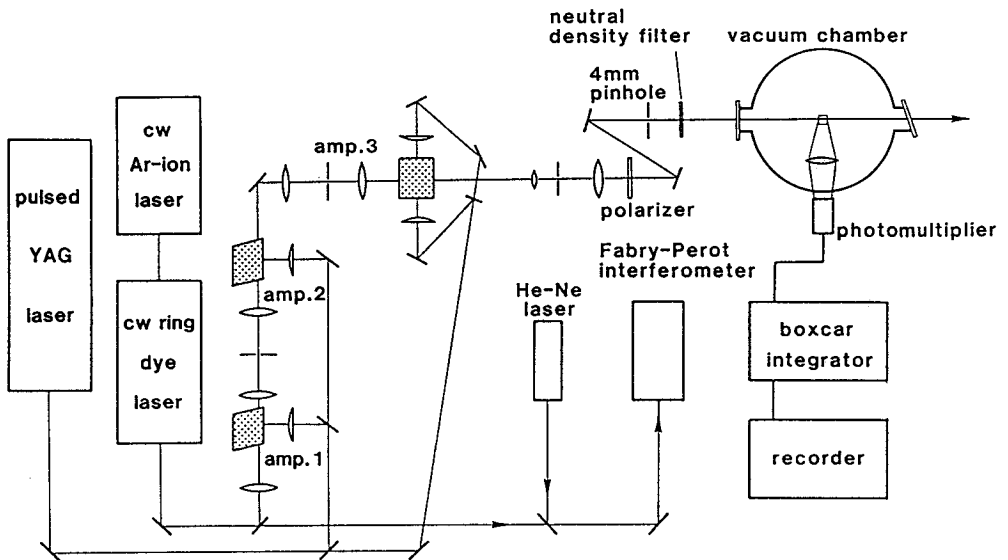 neutral
density filter
vacuum chamber
4mm
pinhole
cw
Ar-ion
laser
amp.3
pulsed
YAG
laser
polarizer
photomultiplier
Fabry-Perot
interferometer
amp.2
He-Ne
laser
cw ring
dye
laser
boxcar
integrator
amp.1
recorder